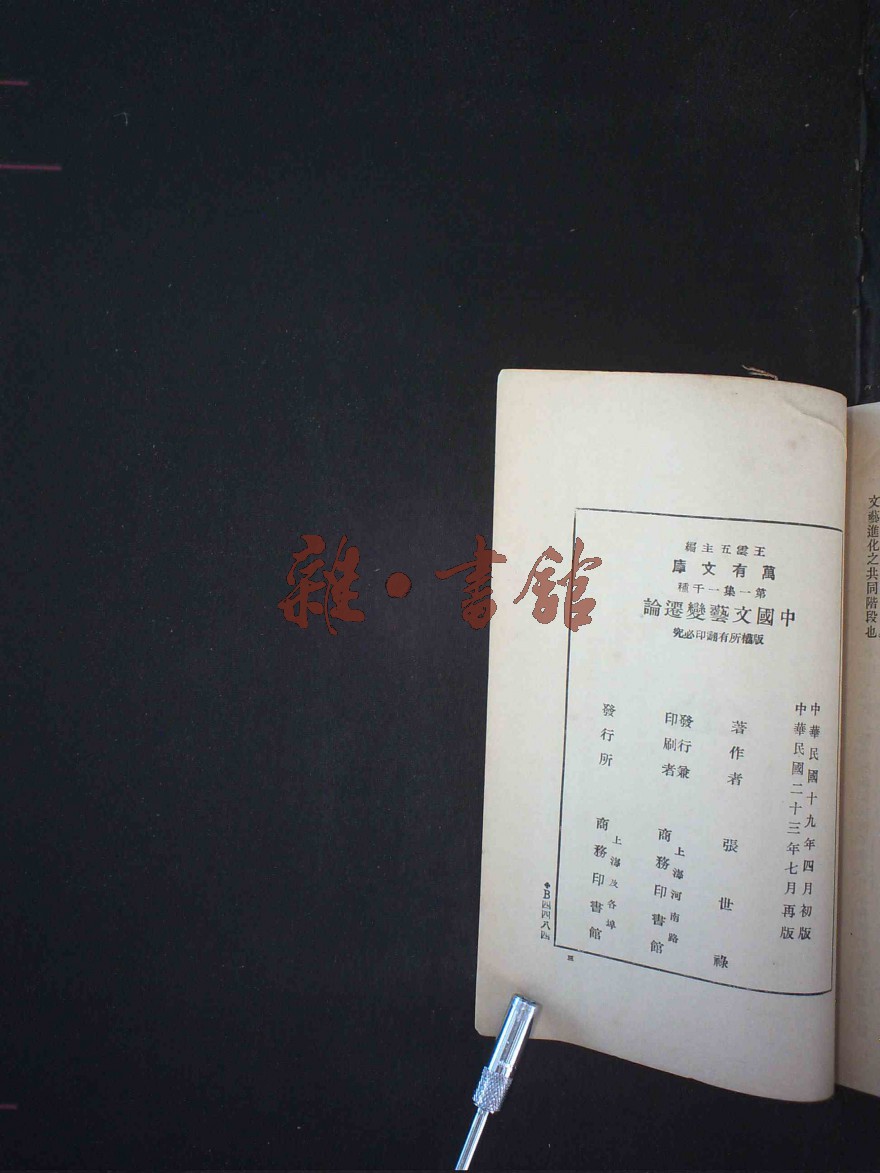 王雲五主編
萬有文庫
第一集一千種
中國文藝變遷論
版權所有翻印必究
中華民國十九年四月初版
中華民國二十三年七月再版
著作者 張世祿
發行兼印刷者 上海河南路 商務印書館
發行所 上海及各埠 商務印書館
◆B四四八四
文藝進化之共同階段也
雜·書館